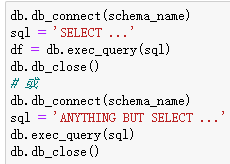 db.db_connect(schema_name)
sql = 'SELECT ...'
df = db.exec_query(sql)
db.db_close()
# 或
db.db_connect(schema_name)
sql = 'ANYTHING BUT SELECT ...'
db.exec_query(sql)
db.db_close()